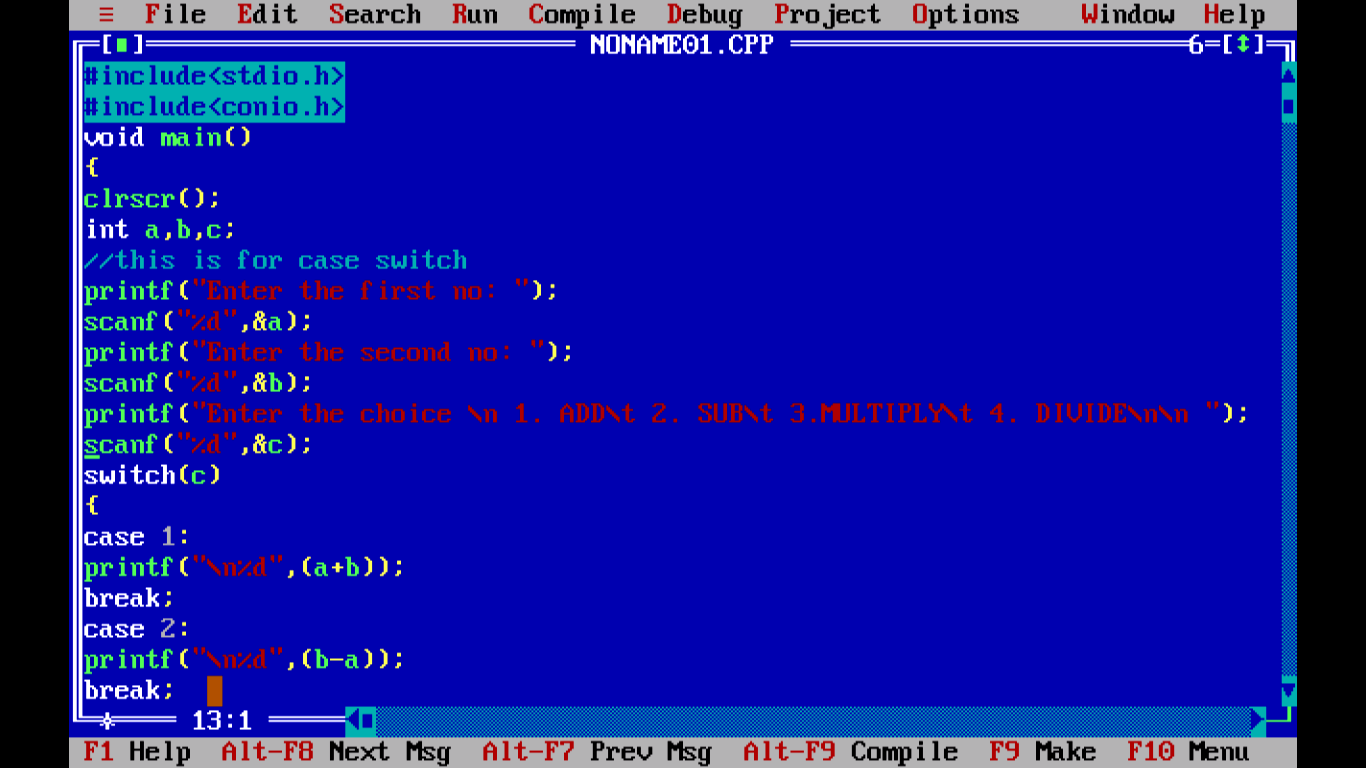 ≡ File Edit Search Run Compile Debug Project Options Window Help
[■] NONAME01.CPP 6=[↕]
#include<stdio.h>
#include<conio.h>
void main()
{
clrscr();
int a,b,c;
//this is for case switch
printf("Enter the first no: ");
scanf("%d",&a);
printf("Enter the second no: ");
scanf("%d",&b);
printf("Enter the choice \n 1. ADD\t 2. SUB\t 3.MULTIPLY\t 4. DIVIDE\n\n ");
scanf("%d",&c);
switch(c)
{
case 1:
printf("\n%d",(a+b));
break;
case 2:
printf("\n%d",(b-a));
break;
13:1
F1 Help Alt-F8 Next Msg Alt-F7 Prev Msg Alt-F9 Compile F9 Make F10 Menu